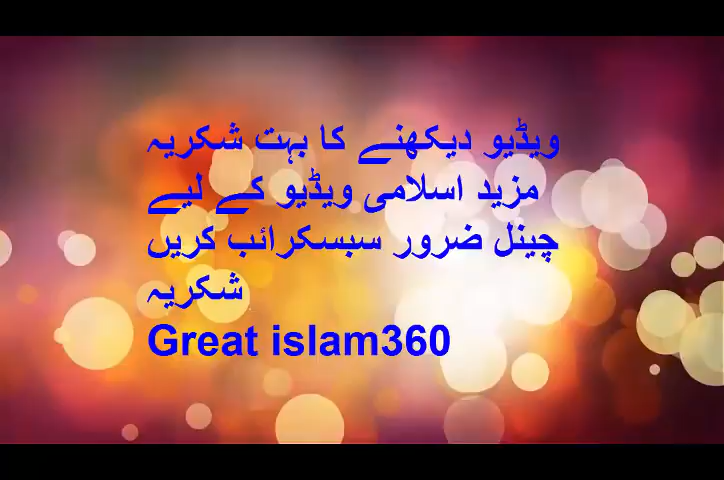 ویڈیو دیکھنے کا بہت شکریہ
مزید اسلامی ویڈیو کے لیے
چینل ضرور سبسکرائب کریں
شکریہ
Great islam360